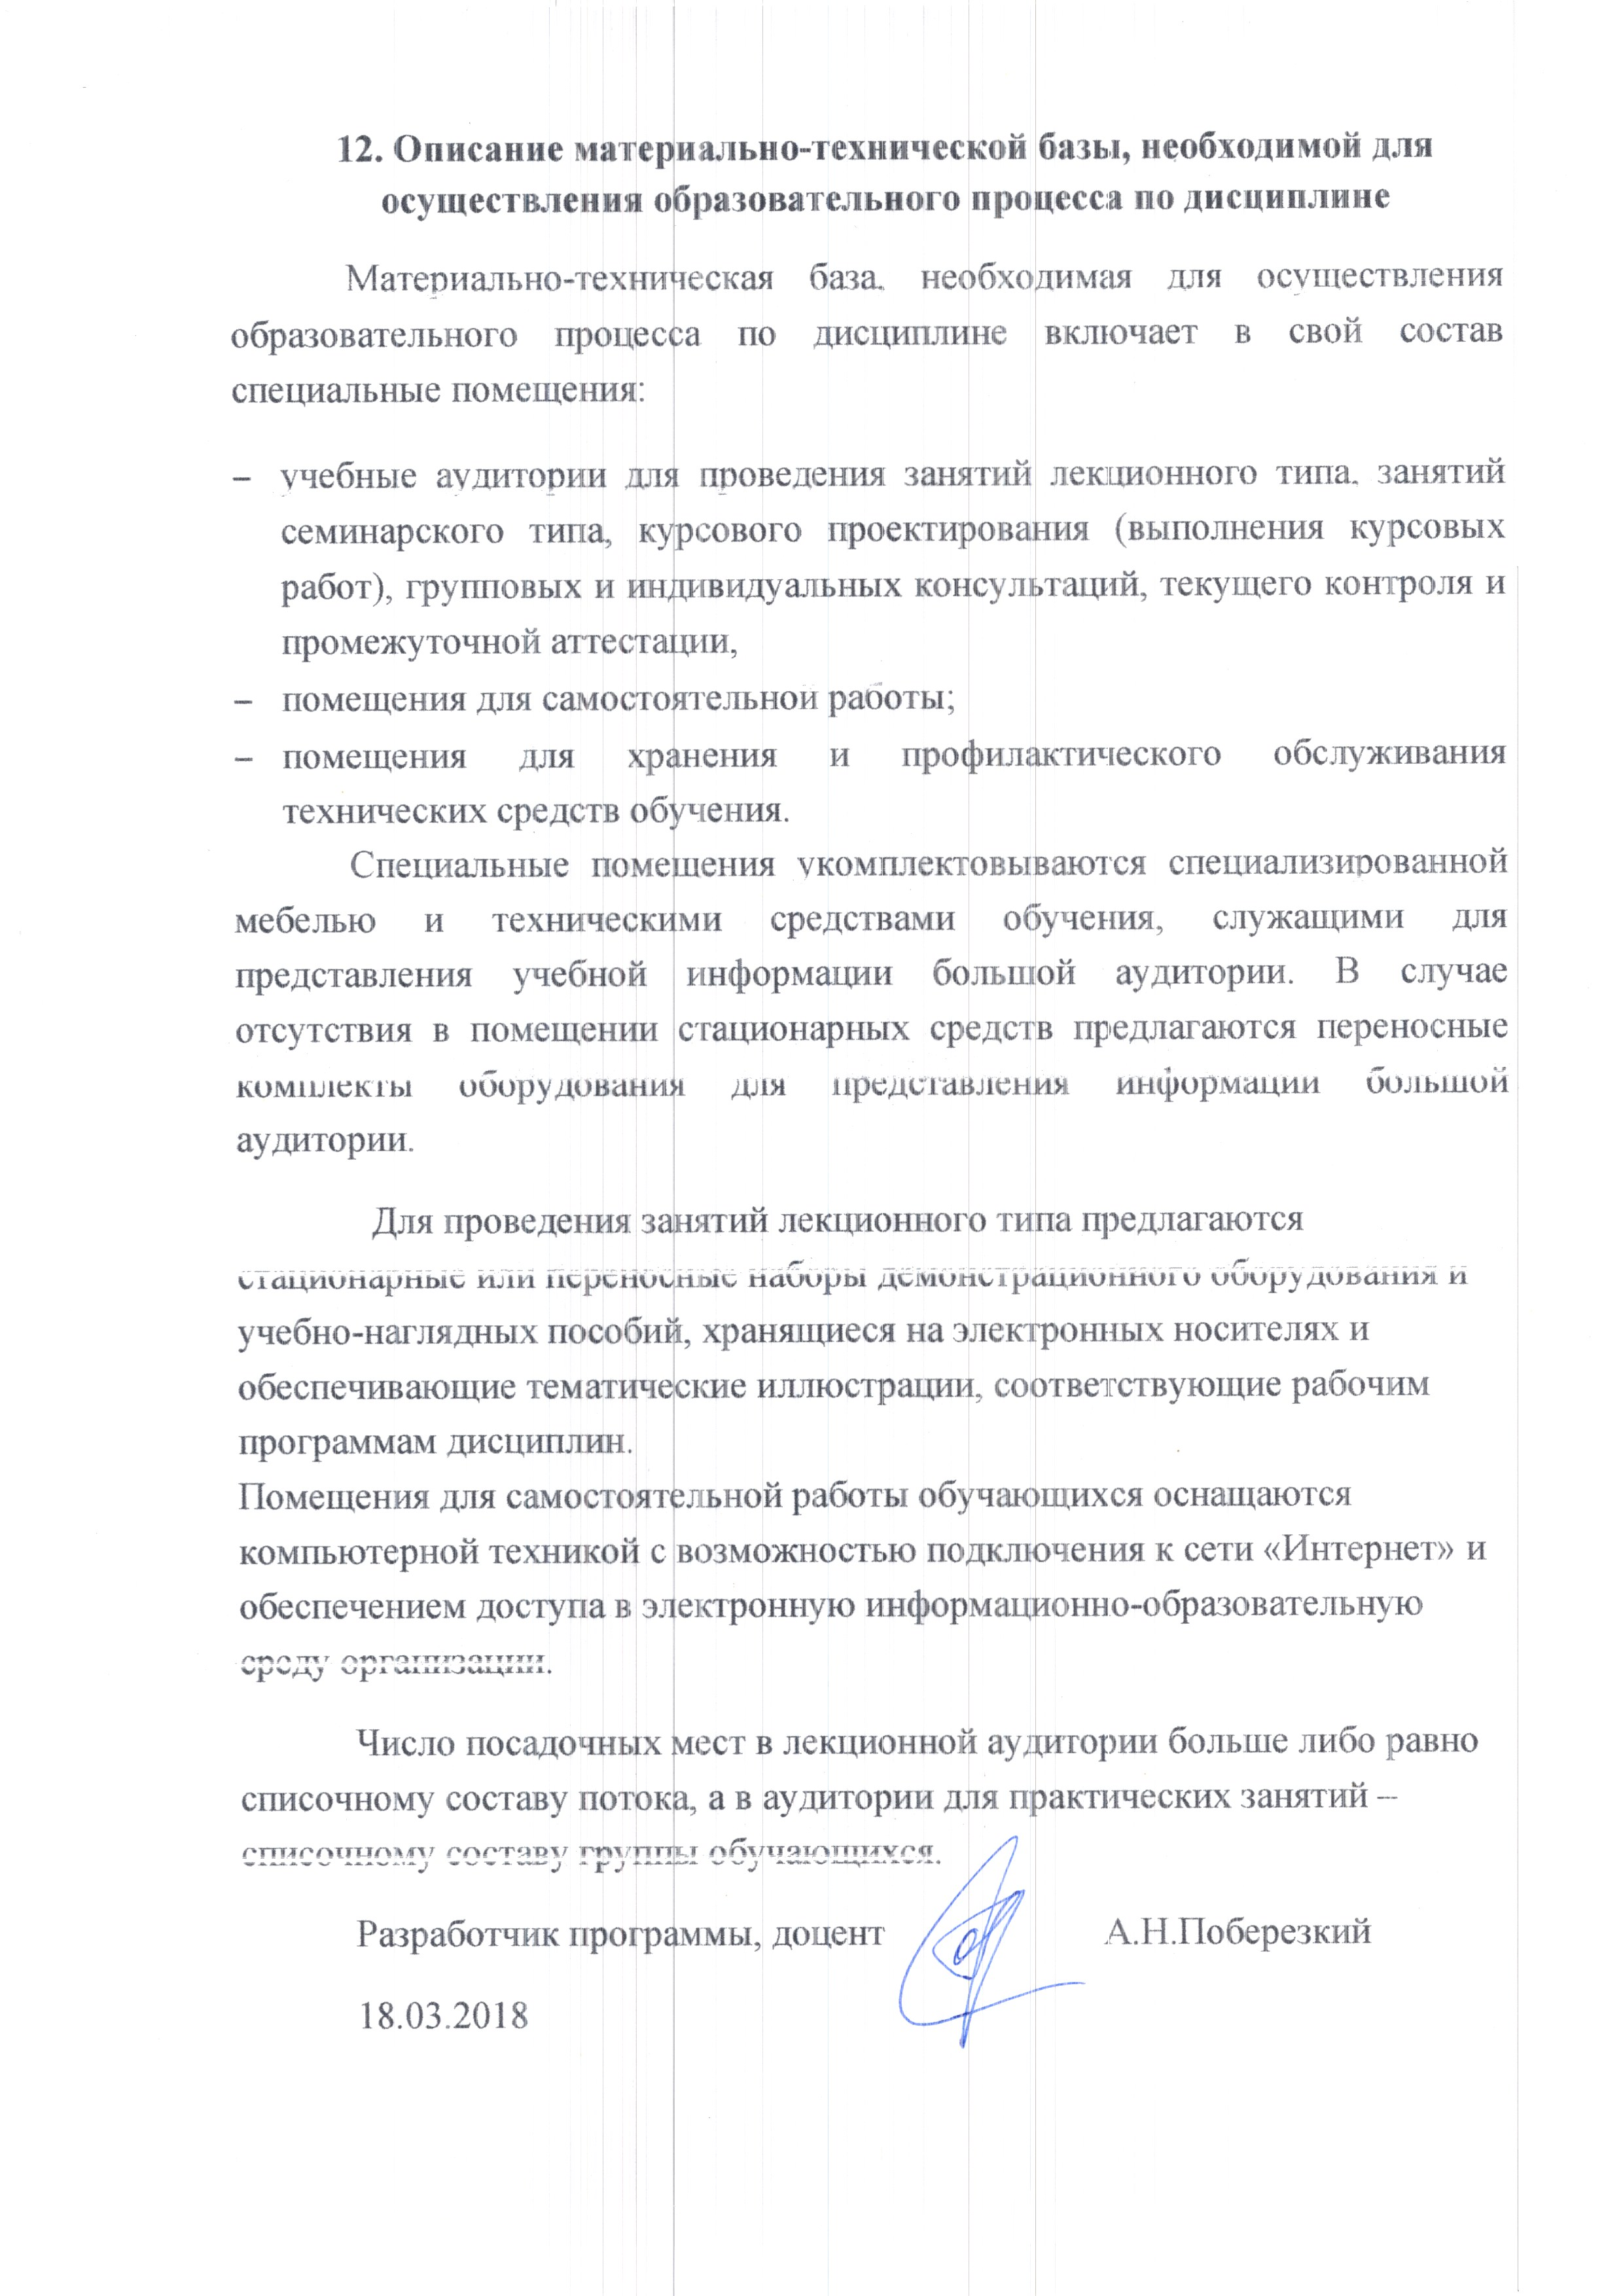 12. Описание материально-технической базы, необходимой для
осуществления образовательного процесса по дисциплине
Материально-техническая база, необходимая для осуществления
образовательного процесса по дисциплине включает в свой состав
специальные помещения:
– учебные аудитории для проведения занятий лекционного типа, занятий
семинарского типа, курсового проектирования (выполнения курсовых
работ), групповых и индивидуальных консультаций, текущего контроля и
промежуточной аттестации,
– помещения для самостоятельной работы;
– помещения для хранения и профилактического обслуживания
технических средств обучения.
Специальные помещения укомплектовываются специализированной
мебелью и техническими средствами обучения, служащими для
представления учебной информации большой аудитории. В случае
отсутствия в помещении стационарных средств предлагаются переносные
комплекты оборудования для представления информации большой
аудитории.
Для проведения занятий лекционного типа предлагаются
стационарные или переносные наборы демонстрационного оборудования и
учебно-наглядных пособий, хранящиеся на электронных носителях и
обеспечивающие тематические иллюстрации, соответствующие рабочим
программам дисциплин.
Помещения для самостоятельной работы обучающихся оснащаются
компьютерной техникой с возможностью подключения к сети «Интернет» и
обеспечением доступа в электронную информационно-образовательную
среду организации.
Число посадочных мест в лекционной аудитории больше либо равно
списочному составу потока, а в аудитории для практических занятий –
списочному составу группы обучающихся.
Разработчик программы, доцент А.Н.Поберезкий
18.03.2018